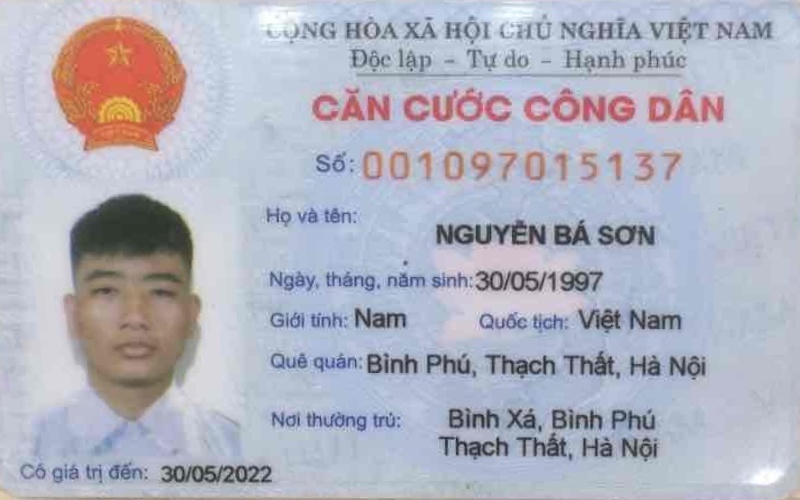 CỘNG HÒA XÃ HỘI CHỦ NGHĨA VIỆT NAM
Độc lập - Tự do - Hạnh phúc
CĂN CƯỚC CÔNG DÂN
Số: 001097015137
Họ và tên:
NGUYỄN BÁ SƠN
Ngày, tháng, năm sinh: 30/05/1997
Giới tính: Nam Quốc tịch: Việt Nam
Quê quán: Bình Phú, Thạch Thất, Hà Nội
Nơi thường trú: Bình Xá, Bình Phú
Thạch Thất, Hà Nội
Có giá trị đến: 30/05/2022